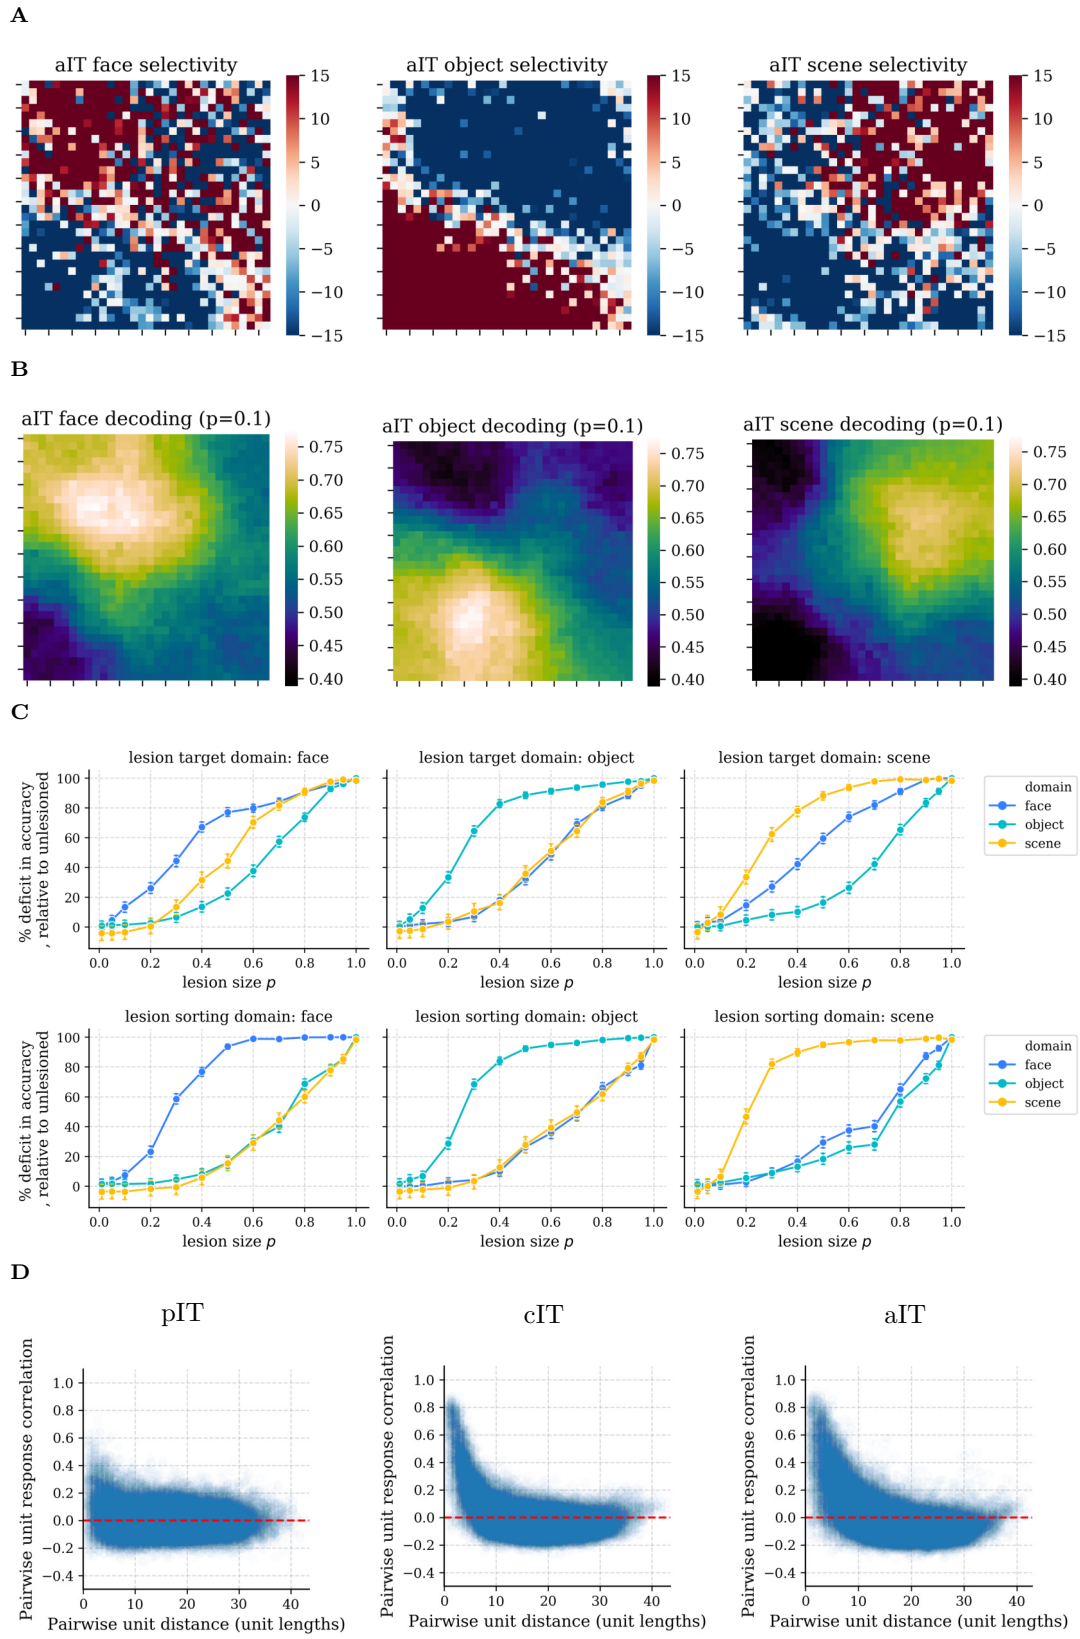 A
aIT face selectivity
aIT object selectivity
aIT scene selectivity
15
10
5
0
−5
−10
−15
15
10
5
0
−5
−10
−15
15
10
5
0
−5
−10
−15
B
aIT face decoding (p=0.1)
aIT object decoding (p=0.1)
aIT scene decoding (p=0.1)
0.75
0.70
0.65
0.60
0.55
0.50
0.45
0.40
0.75
0.70
0.65
0.60
0.55
0.50
0.45
0.40
0.75
0.70
0.65
0.60
0.55
0.50
0.45
0.40
C
lesion target domain: face
lesion target domain: object
lesion target domain: scene
% deficit in accuracy
, relative to unlesioned
100
80
60
40
20
0
0.0 0.2 0.4 0.6 0.8 1.0
lesion size p
0.0 0.2 0.4 0.6 0.8 1.0
lesion size p
0.0 0.2 0.4 0.6 0.8 1.0
lesion size p
domain
face
object
scene
lesion sorting domain: face
lesion sorting domain: object
lesion sorting domain: scene
% deficit in accuracy
, relative to unlesioned
100
80
60
40
20
0
0.0 0.2 0.4 0.6 0.8 1.0
lesion size p
0.0 0.2 0.4 0.6 0.8 1.0
lesion size p
0.0 0.2 0.4 0.6 0.8 1.0
lesion size p
domain
face
object
scene
D
pIT
cIT
aIT
Pairwise unit response correlation
1.0
0.8
0.6
0.4
0.2
0.0
−0.2
−0.4
0 10 20 30 40
Pairwise unit distance (unit lengths)
Pairwise unit response correlation
1.0
0.8
0.6
0.4
0.2
0.0
−0.2
−0.4
0 10 20 30 40
Pairwise unit distance (unit lengths)
Pairwise unit response correlation
1.0
0.8
0.6
0.4
0.2
0.0
−0.2
−0.4
0 10 20 30 40
Pairwise unit distance (unit lengths)